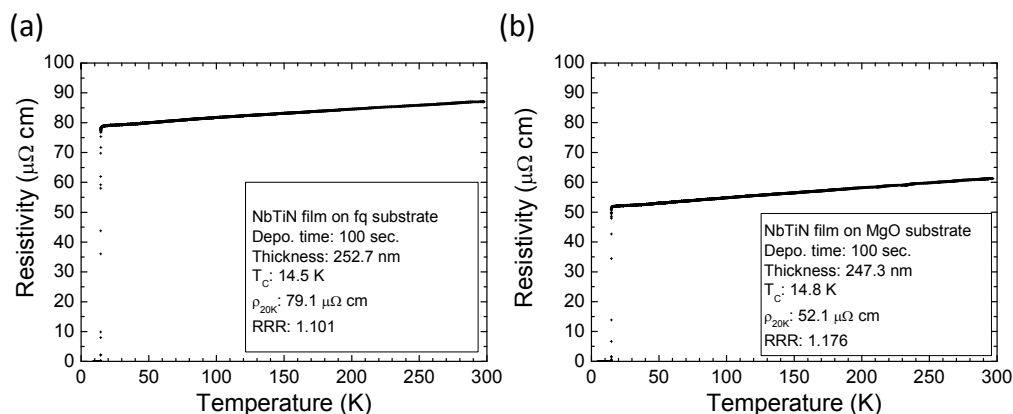 (a)
(b)
100
90
80
70
60
50
40
30
20
10
0
Resistivity (μΩ cm)
NbTiN film on fq substrate
Depo. time: 100 sec.
Thickness: 252.7 nm
T_C: 14.5 K
ρ_20K: 79.1 μΩ cm
RRR: 1.101
0 50 100 150 200 250 300
Temperature (K)
100
90
80
70
60
50
40
30
20
10
0
Resistivity (μΩ cm)
NbTiN film on MgO substrate
Depo. time: 100 sec.
Thickness: 247.3 nm
T_C: 14.8 K
ρ_20K: 52.1 μΩ cm
RRR: 1.176
0 50 100 150 200 250 300
Temperature (K)